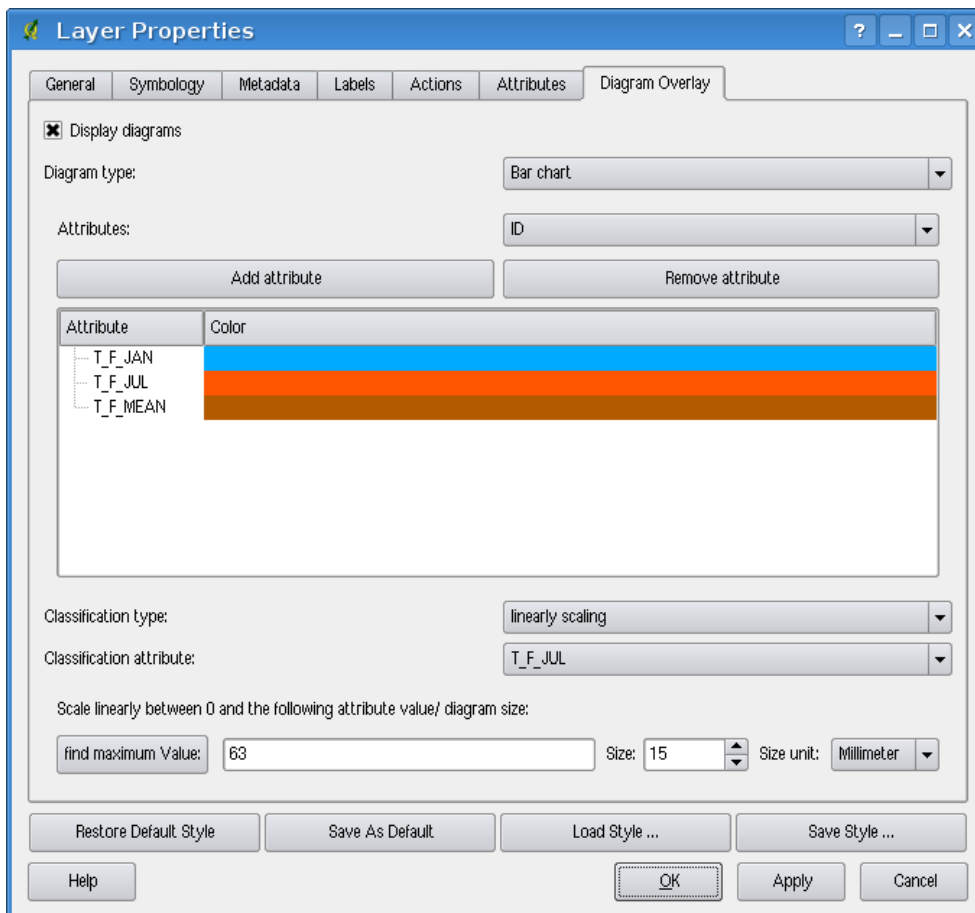 Layer Properties
?
General Symbology Metadata Labels Actions Attributes Diagram Overlay
Display diagrams
Diagram type: Bar chart
Attributes: ID
Add attribute Remove attribute
Attribute Color
T_F_JAN
T_F_JUL
T_F_MEAN
Classification type: linearly scaling
Classification attribute: T_F_JUL
Scale linearly between 0 and the following attribute value/ diagram size:
find maximum Value: 63 Size: 15 Size unit: Millimeter
Restore Default Style Save As Default Load Style ... Save Style ...
Help OK Apply Cancel